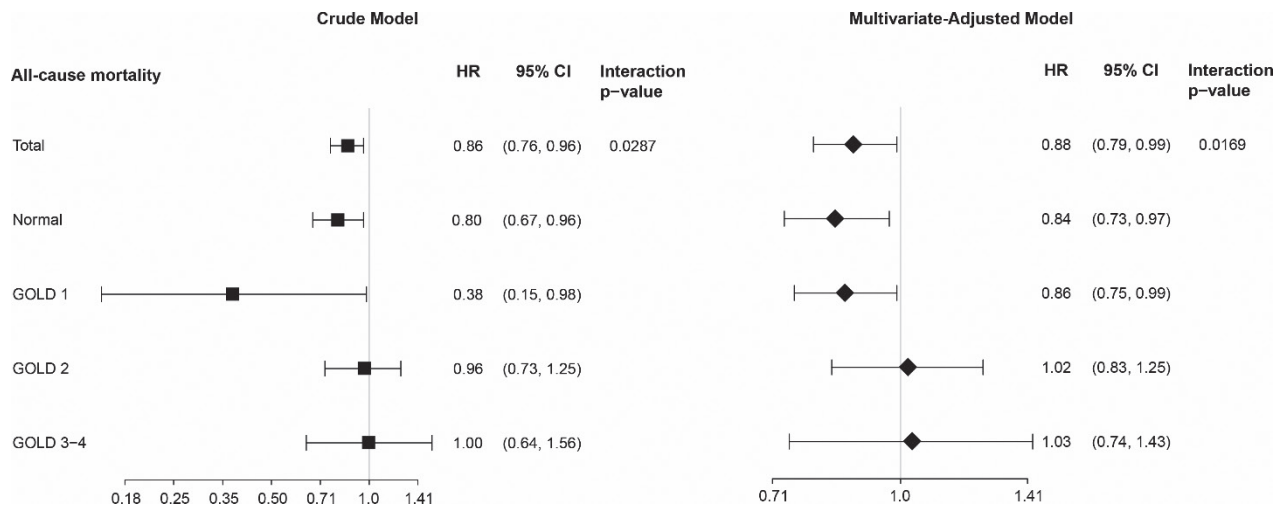 Crude Model Multivariate-Adjusted Model
All-cause mortality HR 95% CI Interaction p−value HR 95% CI Interaction p−value
Total 0.86 (0.76, 0.96) 0.0287 0.88 (0.79, 0.99) 0.0169
Normal 0.80 (0.67, 0.96) 0.84 (0.73, 0.97)
GOLD 1 0.38 (0.15, 0.98) 0.86 (0.75, 0.99)
GOLD 2 0.96 (0.73, 1.25) 1.02 (0.83, 1.25)
GOLD 3−4 1.00 (0.64, 1.56) 1.03 (0.74, 1.43)
0.18 0.25 0.35 0.50 0.71 1.0 1.41 0.71 1.0 1.41